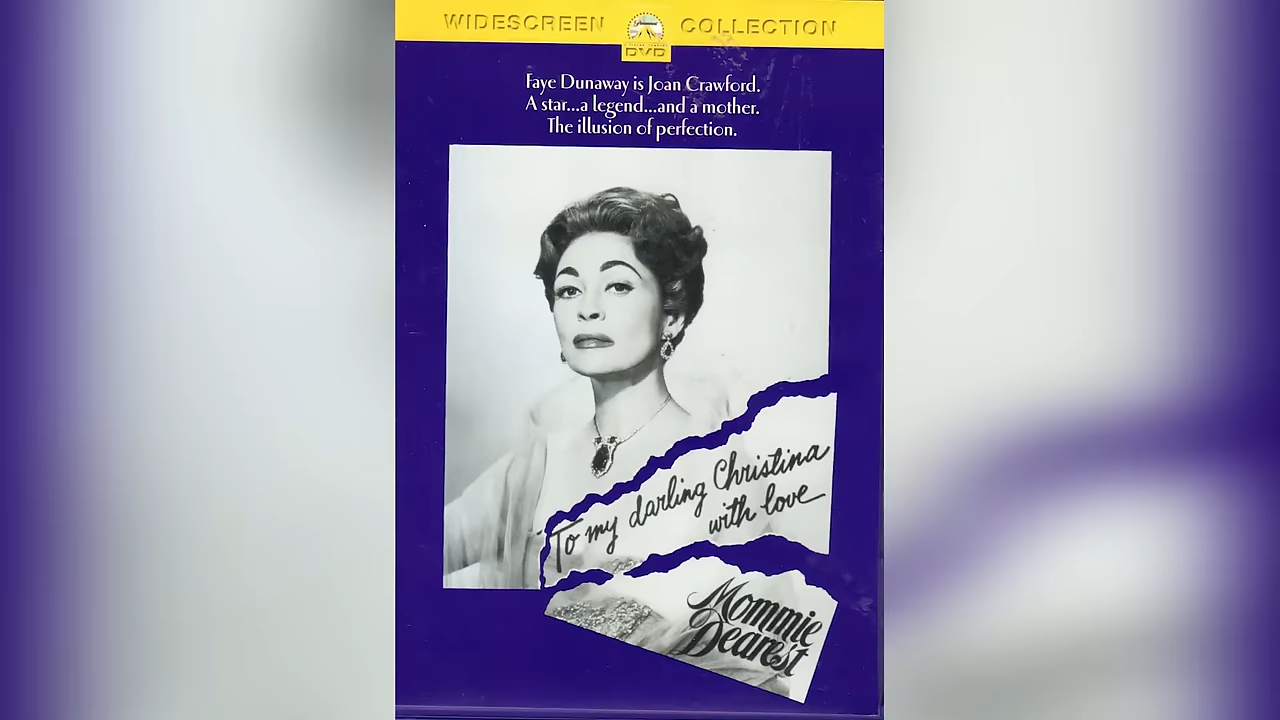 WIDESCREEN COLLECTION
Paramount
DVD
Faye Dunaway is Joan Crawford.
A star...a legend...and a mother.
The illusion of perfection.
To my darling Christina
with love
Mommie
Dearest